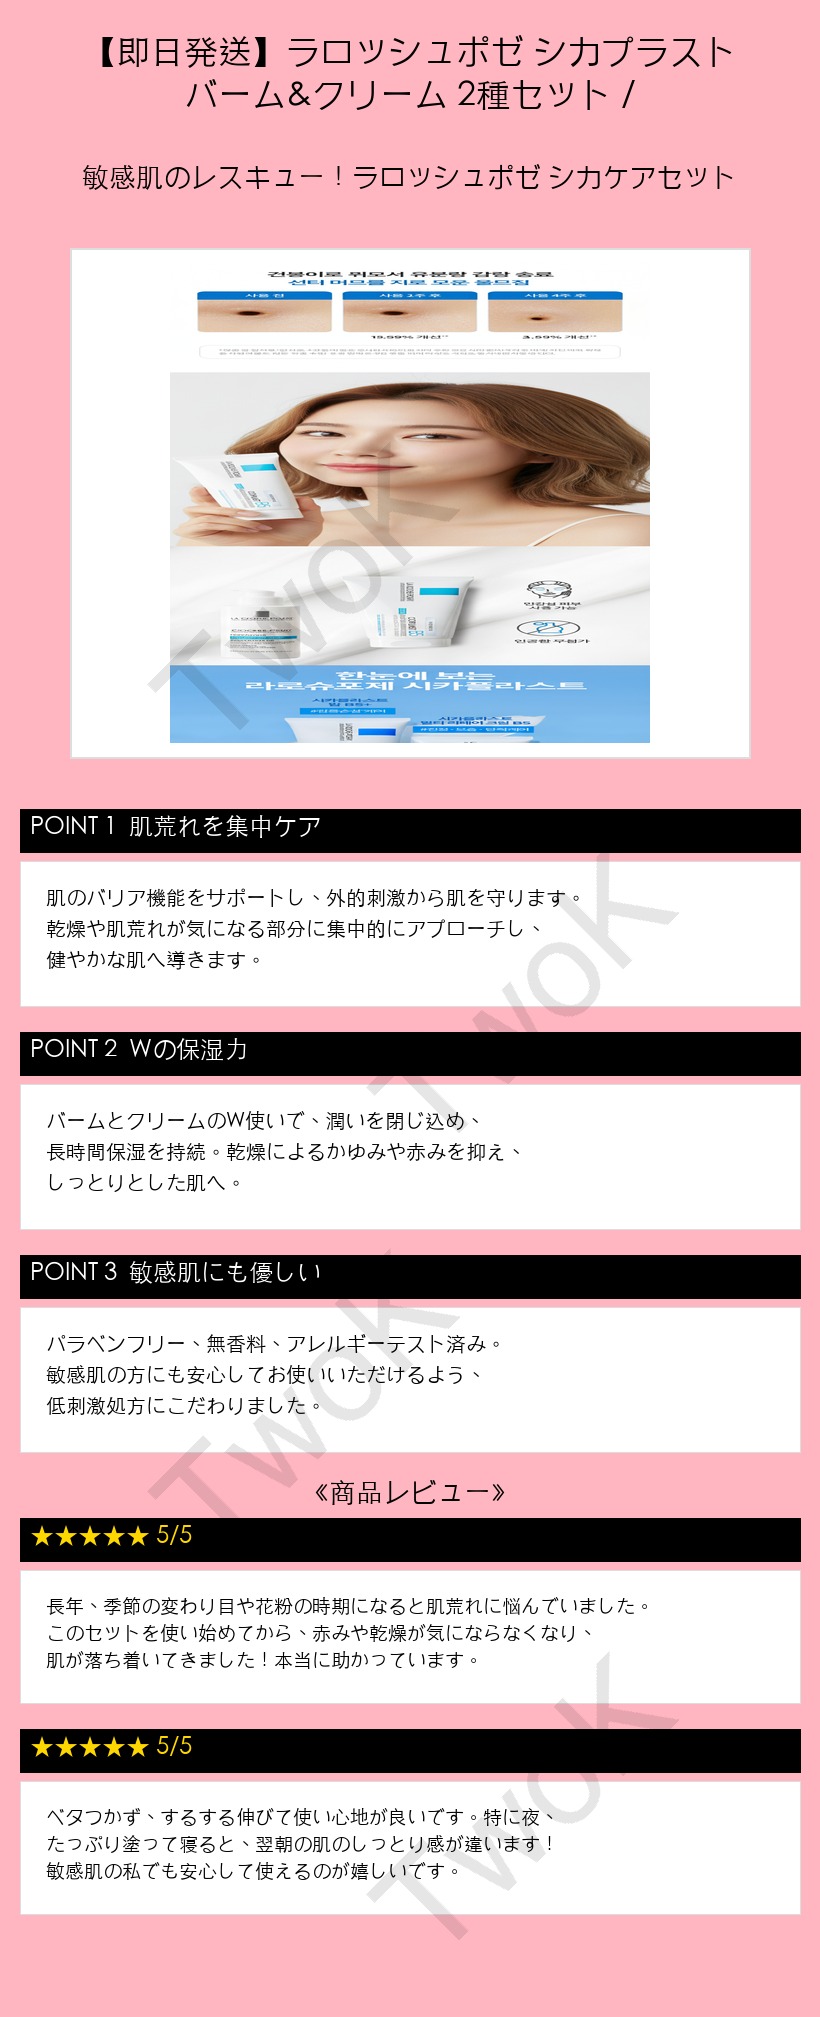 【即日発送】ラロッシュポゼ シカプラスト
バーム&クリーム 2種セット /
敏感肌のレスキュー！ラロッシュポゼ シカケアセット
사용 전
사용 2주 후
사용 4주 후
19.99% 개선
3.99% 개선
민감성 피부
사용 가능
인공향 무첨가
한눈에 보는
라로슈포제 시카플라스트
시카플라스트
밤 B5+
시카플라스트
멀티 리페어 크림 B5
TwoK
POINT 1 肌荒れを集中ケア
肌のバリア機能をサポートし、外的刺激から肌を守ります。
乾燥や肌荒れが気になる部分に集中的にアプローチし、
健やかな肌へ導きます。
TwoK
POINT 2 Wの保湿力
バームとクリームのW使いで、潤いを閉じ込め、
長時間保湿を持続。乾燥によるかゆみや赤みを抑え、
しっとりとした肌へ。
POINT 3 敏感肌にも優しい
パラベンフリー、無香料、アレルギーテスト済み。
敏感肌の方にも安心してお使いいただけるよう、
低刺激処方にこだわりました。
TwoK
《商品レビュー》
★★★★★ 5/5
長年、季節の変わり目や花粉の時期になると肌荒れに悩んでいました。
このセットを使い始めてから、赤みや乾燥が気にならなくなり、
肌が落ち着いてきました！本当に助かっています。
★★★★★ 5/5
ベタつかず、するする伸びて使い心地が良いです。特に夜、
たっぷり塗って寝ると、翌朝の肌のしっとり感が違います！
敏感肌の私でも安心して使えるのが嬉しいです。
TwoK